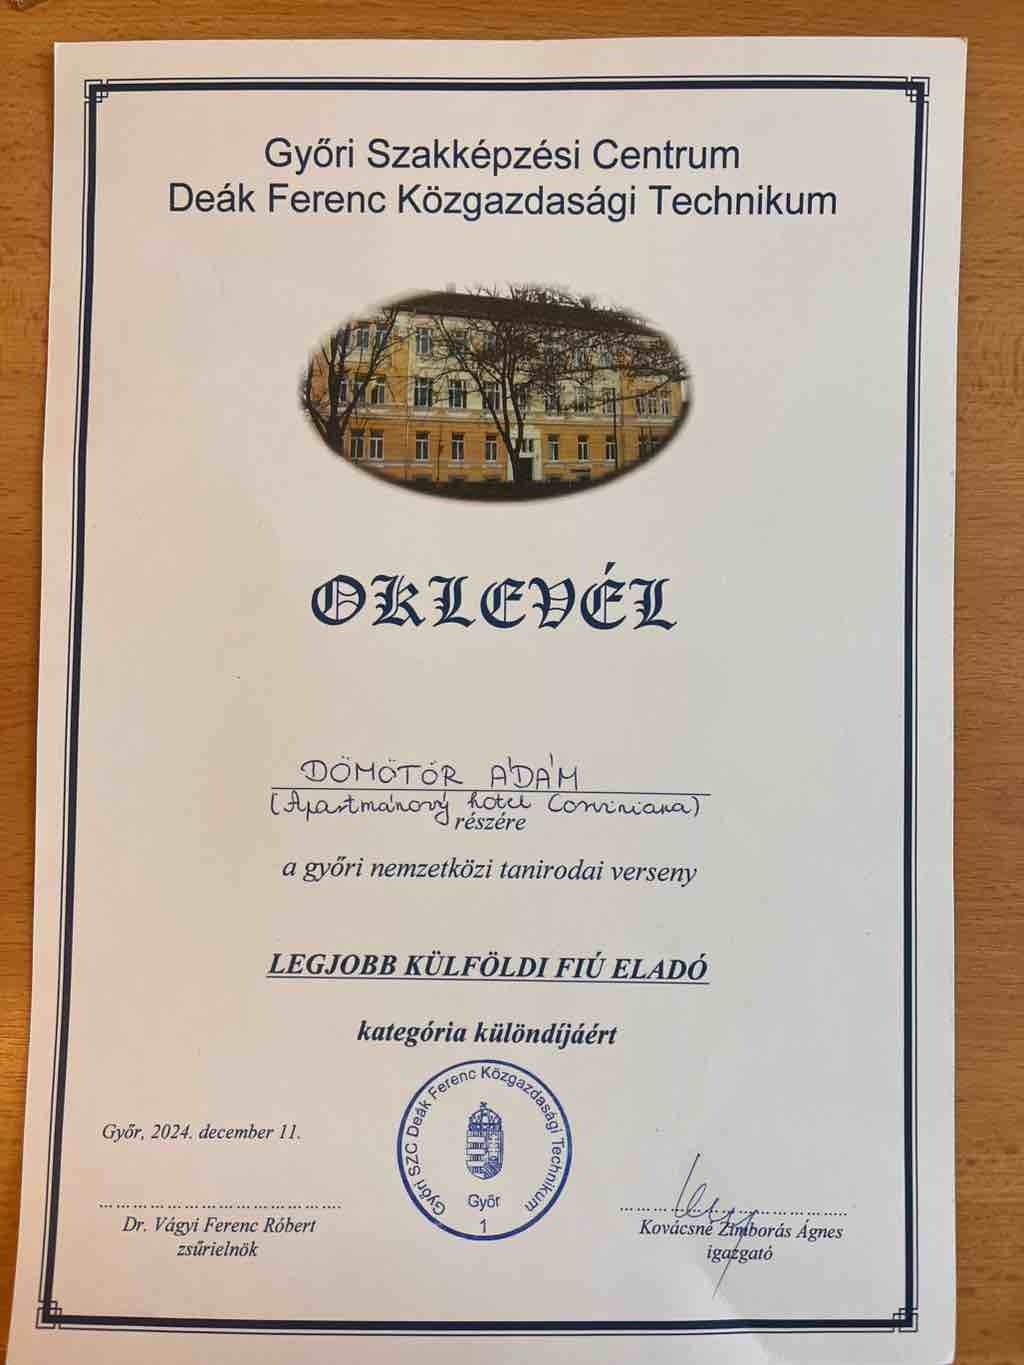 Győri Szakképzési Centrum
Deák Ferenc Közgazdasági Technikum
OKLEVÉL
DÖMÖTÖR ÁDÁM
(Apartmánový hotel Cominiana)
részére
a győri nemzetközi tanirodai verseny
LEGJOBB KÜLFÖLDI FIÚ ELADÓ
kategória különdíjáért
Győri SZC Deák Ferenc Közgazdasági Technikum
Győr
1
Győr, 2024. december 11.
Dr. Vágyi Ferenc Róbert
zsűrielnök
Kovácsné Zimborás Ágnes
igazgató